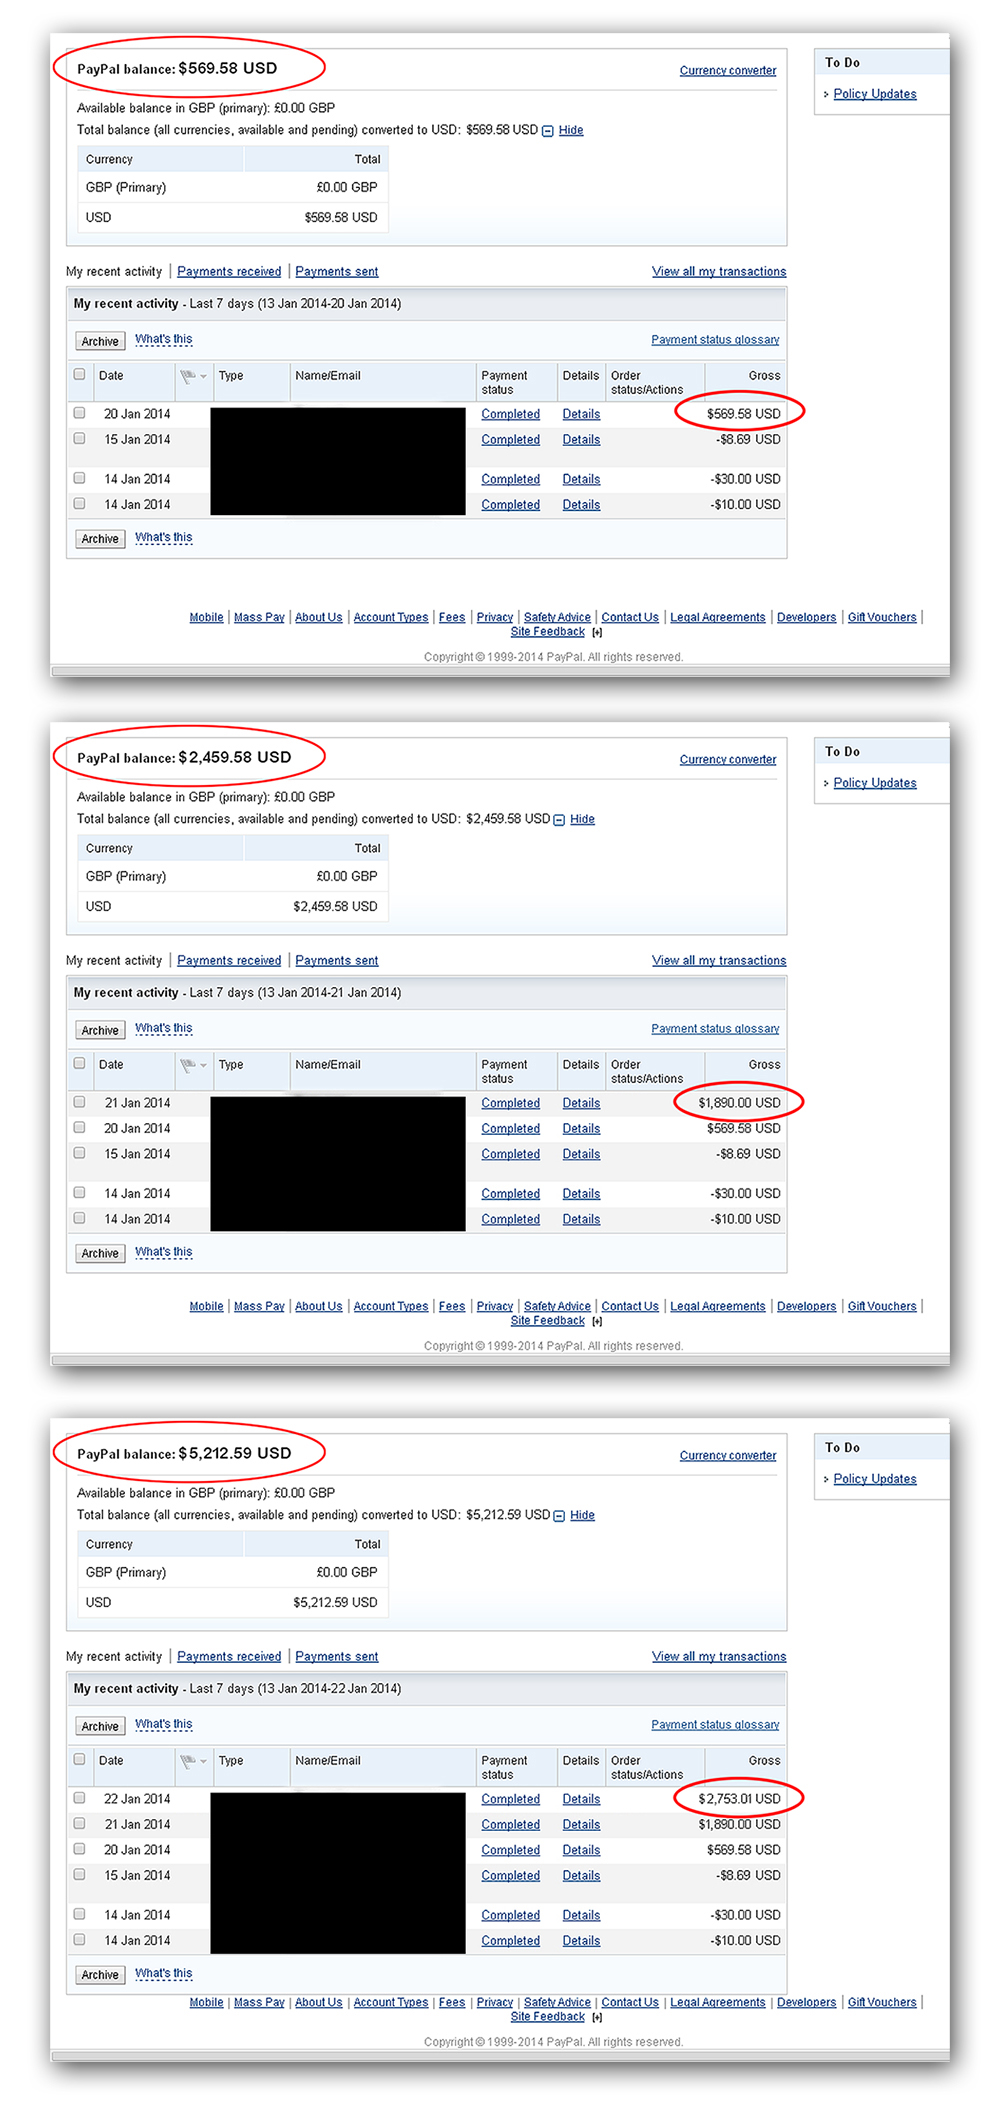 PayPal balance: $569.58 USD
Currency converter
Available balance in GBP (primary): £0.00 GBP
Total balance (all currencies, available and pending) converted to USD: $569.58 USD Hide
Currency Total
GBP (Primary) £0.00 GBP
USD $569.58 USD
To Do
Policy Updates
My recent activity | Payments received | Payments sent View all my transactions
My recent activity - Last 7 days (13 Jan 2014-20 Jan 2014)
Archive What's this Payment status glossary
Date Type Name/Email Payment status Details Order status/Actions Gross
20 Jan 2014 Completed Details $569.58 USD
15 Jan 2014 Completed Details -$8.69 USD
14 Jan 2014 Completed Details -$30.00 USD
14 Jan 2014 Completed Details -$10.00 USD
Archive What's this
Mobile | Mass Pay | About Us | Account Types | Fees | Privacy | Safety Advice | Contact Us | Legal Agreements | Developers | Gift Vouchers |
Site Feedback [+]
Copyright © 1999-2014 PayPal. All rights reserved.
PayPal balance: $2,459.58 USD
Currency converter
Available balance in GBP (primary): £0.00 GBP
Total balance (all currencies, available and pending) converted to USD: $2,459.58 USD Hide
Currency Total
GBP (Primary) £0.00 GBP
USD $2,459.58 USD
To Do
Policy Updates
My recent activity | Payments received | Payments sent View all my transactions
My recent activity - Last 7 days (13 Jan 2014-21 Jan 2014)
Archive What's this Payment status glossary
Date Type Name/Email Payment status Details Order status/Actions Gross
21 Jan 2014 Completed Details $1,890.00 USD
20 Jan 2014 Completed Details $569.58 USD
15 Jan 2014 Completed Details -$8.69 USD
14 Jan 2014 Completed Details -$30.00 USD
14 Jan 2014 Completed Details -$10.00 USD
Archive What's this
Mobile | Mass Pay | About Us | Account Types | Fees | Privacy | Safety Advice | Contact Us | Legal Agreements | Developers | Gift Vouchers |
Site Feedback [+]
Copyright © 1999-2014 PayPal. All rights reserved.
PayPal balance: $5,212.59 USD
Currency converter
Available balance in GBP (primary): £0.00 GBP
Total balance (all currencies, available and pending) converted to USD: $5,212.59 USD Hide
Currency Total
GBP (Primary) £0.00 GBP
USD $5,212.59 USD
To Do
Policy Updates
My recent activity | Payments received | Payments sent View all my transactions
My recent activity - Last 7 days (13 Jan 2014-22 Jan 2014)
Archive What's this Payment status glossary
Date Type Name/Email Payment status Details Order status/Actions Gross
22 Jan 2014 Completed Details $2,753.01 USD
21 Jan 2014 Completed Details $1,890.00 USD
20 Jan 2014 Completed Details $569.58 USD
15 Jan 2014 Completed Details -$8.69 USD
14 Jan 2014 Completed Details -$30.00 USD
14 Jan 2014 Completed Details -$10.00 USD
Archive What's this
Mobile | Mass Pay | About Us | Account Types | Fees | Privacy | Safety Advice | Contact Us | Legal Agreements | Developers | Gift Vouchers |
Site Feedback [+]
Copyright © 1999-2014 PayPal. All rights reserved.